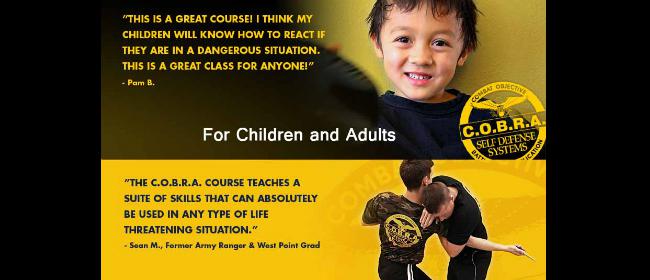 "THIS IS A GREAT COURSE! I THINK MY
CHILDREN WILL KNOW HOW TO REACT IF
THEY ARE IN A DANGEROUS SITUATION.
THIS IS A GREAT CLASS FOR ANYONE!"
- Pam B.
COMBAT OBJECTIVE
C.O.B.R.A.
SELF DEFENSE
SYSTEMS
For Children and Adults
"THE C.O.B.R.A. COURSE TEACHES A
SUITE OF SKILLS THAT CAN ABSOLUTELY
BE USED IN ANY TYPE OF LIFE
THREATENING SITUATION."
- Sean M., Former Army Ranger & West Point Grad